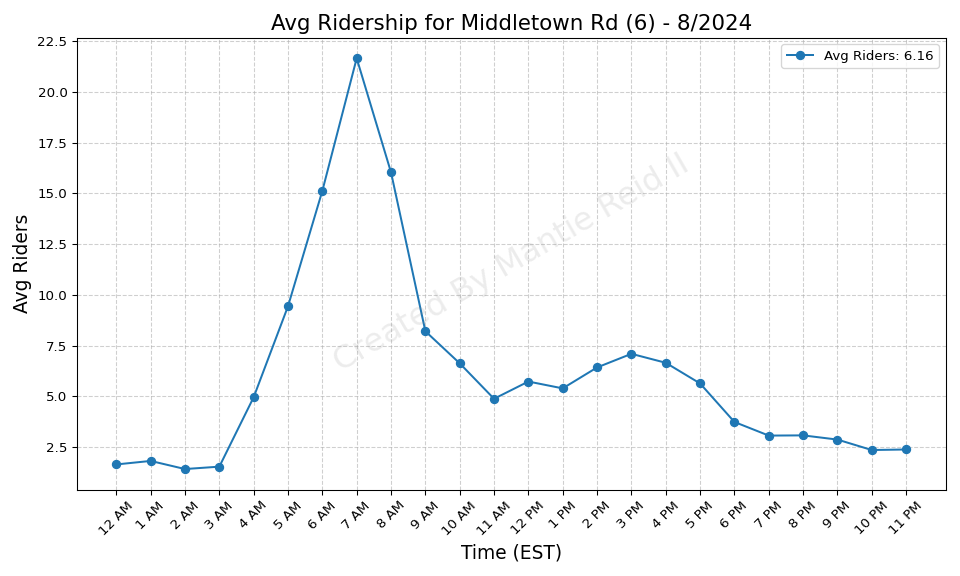 Avg Ridership for Middletown Rd (6) - 8/2024
Avg Riders: 6.16
22.5
20.0
17.5
15.0
12.5
10.0
7.5
5.0
2.5
Avg Riders
Created By Mantie Reid II
12 AM
1 AM
2 AM
3 AM
4 AM
5 AM
6 AM
7 AM
8 AM
9 AM
10 AM
11 AM
12 PM
1 PM
2 PM
3 PM
4 PM
5 PM
6 PM
7 PM
8 PM
9 PM
10 PM
11 PM
Time (EST)